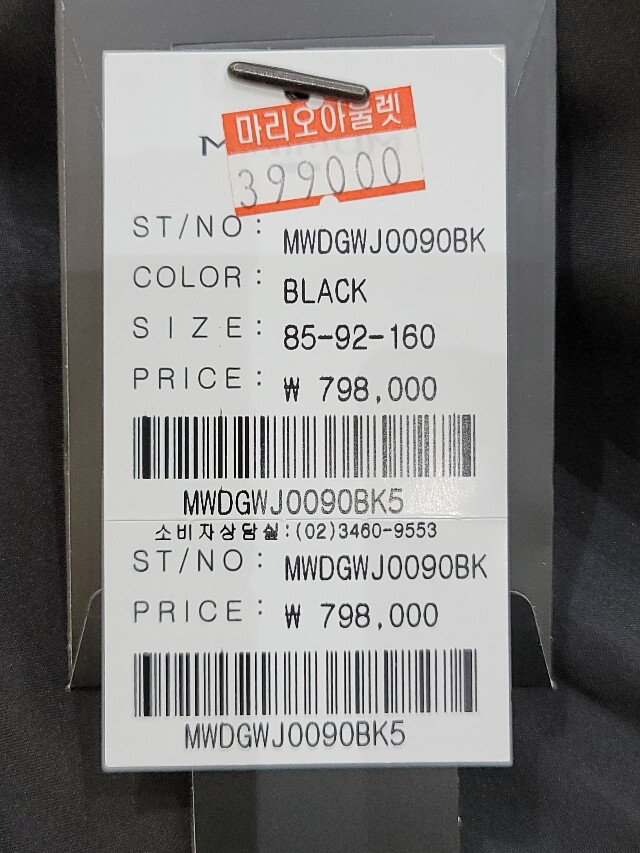 마리오아울렛
399000
ST/NO: MWDGWJ0090BK
COLOR: BLACK
SIZE: 85-92-160
PRICE: ₩ 798,000
MWDGWJ0090BK5
소비자상담실:(02)3460-9553
ST/NO: MWDGWJ0090BK
PRICE: ₩ 798,000
MWDGWJ0090BK5